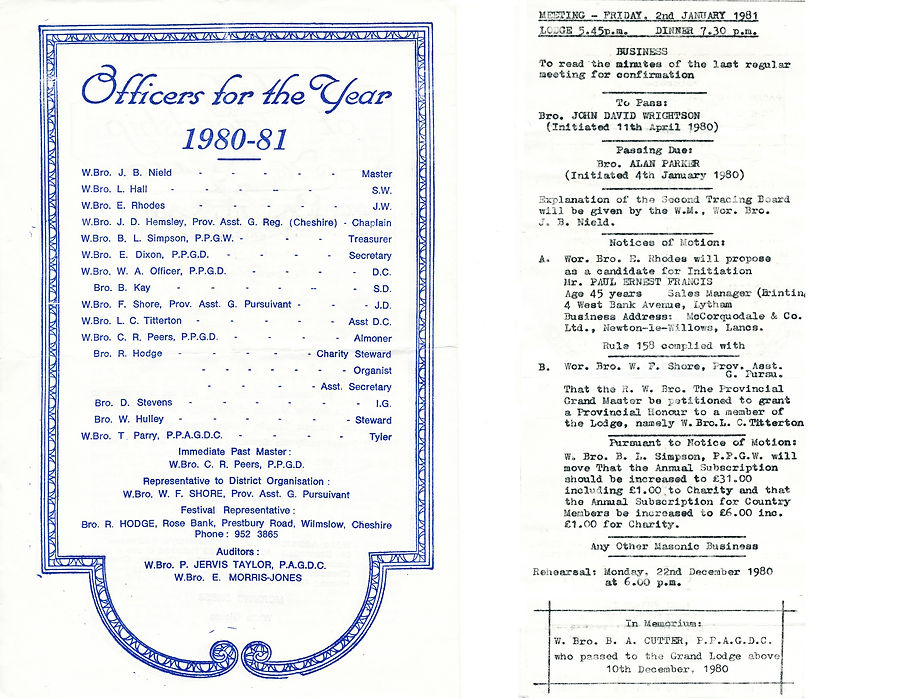 Officers for the Year
1980-81
W.Bro. J. B. Nield - - - - - Master
W.Bro. L. Hall - - - -- - S.W.
W.Bro. E. Rhodes - - - - - J.W.
W.Bro. J. D. Hemsley, Prov. Asst. G. Reg. (Cheshire) - Chaplain
W.Bro. B. L. Simpson, P.P.G.W. - - - Treasurer
W.Bro. E. Dixon, P.P.G.D. - - - - Secretary
W.Bro. W. A. Officer, P.P.G.D. - - - - D.C.
Bro. B. Kay - - - - -- - S.D.
W.Bro. F. Shore, Prov. Asst. G. Pursuivant - - - J.D.
W.Bro. L. C. Titterton - - - - - Asst D.C.
W.Bro. C. R. Peers, P.P.G.D. - - - - Almoner
Bro. R. Hodge - - - - - - Charity Steward
- - - - - - Organist
- - - - Asst. Secretary
Bro. D. Stevens - - - - - - I.G.
Bro. W. Hulley - - - - - - Steward
W.Bro. T. Parry, P.P.A.G.D.C. - - - - Tyler
Immediate Past Master :
W.Bro. C. R. Peers, P.P.G.D.
Representative to District Organisation :
W.Bro. W. F. SHORE, Prov. Asst. G. Pursuivant
Festival Representative :
Bro. R. HODGE, Rose Bank, Prestbury Road, Wilmslow, Cheshire
Phone : 952 3865
Auditors :
W.Bro. P. JERVIS TAYLOR, P.A.G.D.C.
W.Bro. E. MORRIS-JONES
MEETING - FRIDAY, 2nd JANUARY 1981
LODGE 5.45p.m. DINNER 7.30 p.m.
BUSINESS
To read the minutes of the last regular
meeting for confirmation
To Pass:
Bro. JOHN DAVID WRIGHTSON
(Initiated 11th April 1980)
Passing Due:
Bro. ALAN PARKER
(Initiated 4th January 1980)
Explanation of the Second Tracing Board
will be given by the W.M., Wor. Bro.
J. B. Nield.
Notices of Motion:
A. Wor. Bro. E. Rhodes will propose
as a candidate for Initiation
Mr. PAUL ERNEST FRANCIS
Age 45 years Sales Manager (Printin
4 West Bank Avenue, Lytham
Business Address: McCorquodale & Co.
Ltd., Newton-le-Willows, Lancs.
Rule 158 complied with
B. Wor. Bro. W. F. Shore, Prov. Asst.
G. Pursu.
That the R. W. Bro. The Provincial
Grand Master be petitioned to grant
a Provincial Honour to a member of
the Lodge, namely W.Bro.L. C.Titterton
Pursuant to Notice of Motion:
W. Bro. B. L. Simpson, P.P.G.W. will
move That the Annual Subscription
should be increased to £31.00
including £1.00 to Charity and that
the Annual Subscription for Country
Members be increased to £6.00 inc.
£1.00 for Charity.
Any Other Masonic Business
Rehearsal: Monday, 22nd December 1980
at 6.00 p.m.
In Memorium:
W. Bro. B. A. CUTTER, P.P.A.G.D.C.
who passed to the Grand Lodge above
10th December, 1980